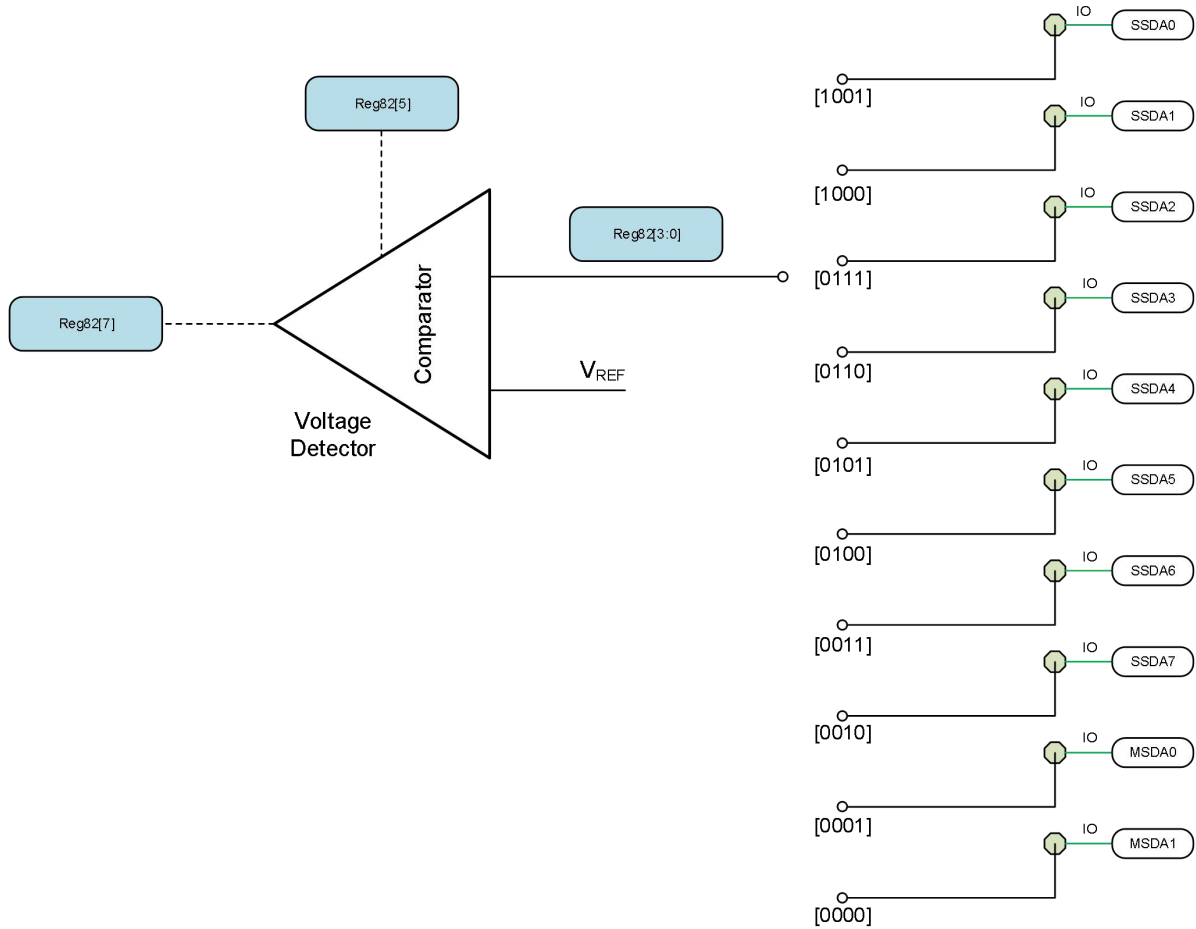 IO
SSDA0
[1001]
Reg82[5]
IO
SSDA1
[1000]
IO
SSDA2
Reg82[3:0]
[0111]
IO
SSDA3
Reg82[7]
Comparator
[0110]
VREF
IO
SSDA4
Voltage
Detector
[0101]
IO
SSDA5
[0100]
IO
SSDA6
[0011]
IO
SSDA7
[0010]
IO
MSDA0
[0001]
IO
MSDA1
[0000]